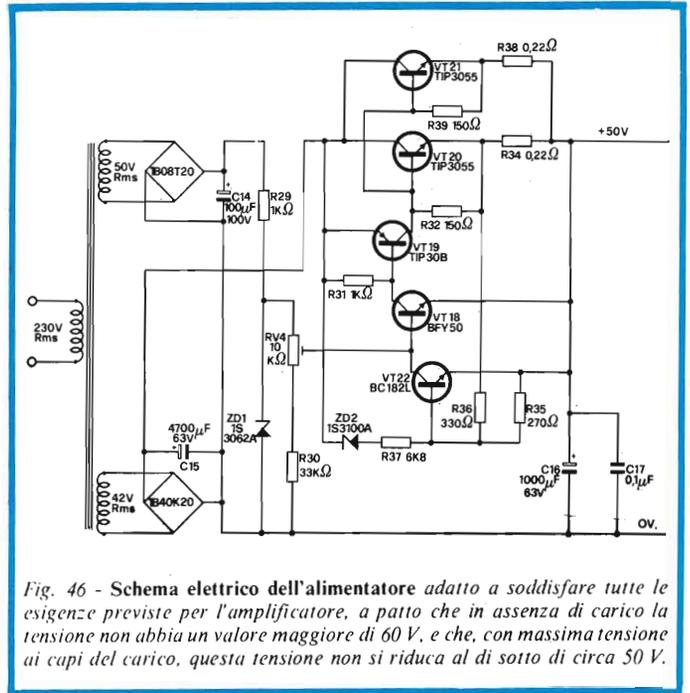 R38 0,22Ω
VT21
TIP3055
R39 150Ω
+50V
VT20
TIP3055
R34 0,22Ω
50V
Rms
1B08T20
+
C14
100µF
100V
R29
1KΩ
R32 150Ω
VT19
TIP30B
R31 1KΩ
230V
Rms
RV4
10
KΩ
VT18
BFY50
VT22
BC182L
ZD1
1S
3062A
ZD2
1S3100A
R36
330Ω
R35
270Ω
4700µF
63V
+
C15
R37 6K8
R30
33KΩ
+
C16
1000µF
63V
C17
0,1µF
42V
Rms
1B40K20
0V.
Fig. 46 - Schema elettrico dell'alimentatore adatto a soddisfare tutte le
esigenze previste per l'amplificatore, a patto che in assenza di carico la
tensione non abbia un valore maggiore di 60 V, e che, con massima tensione
ai capi del carico, questa tensione non si riduca al di sotto di circa 50 V.